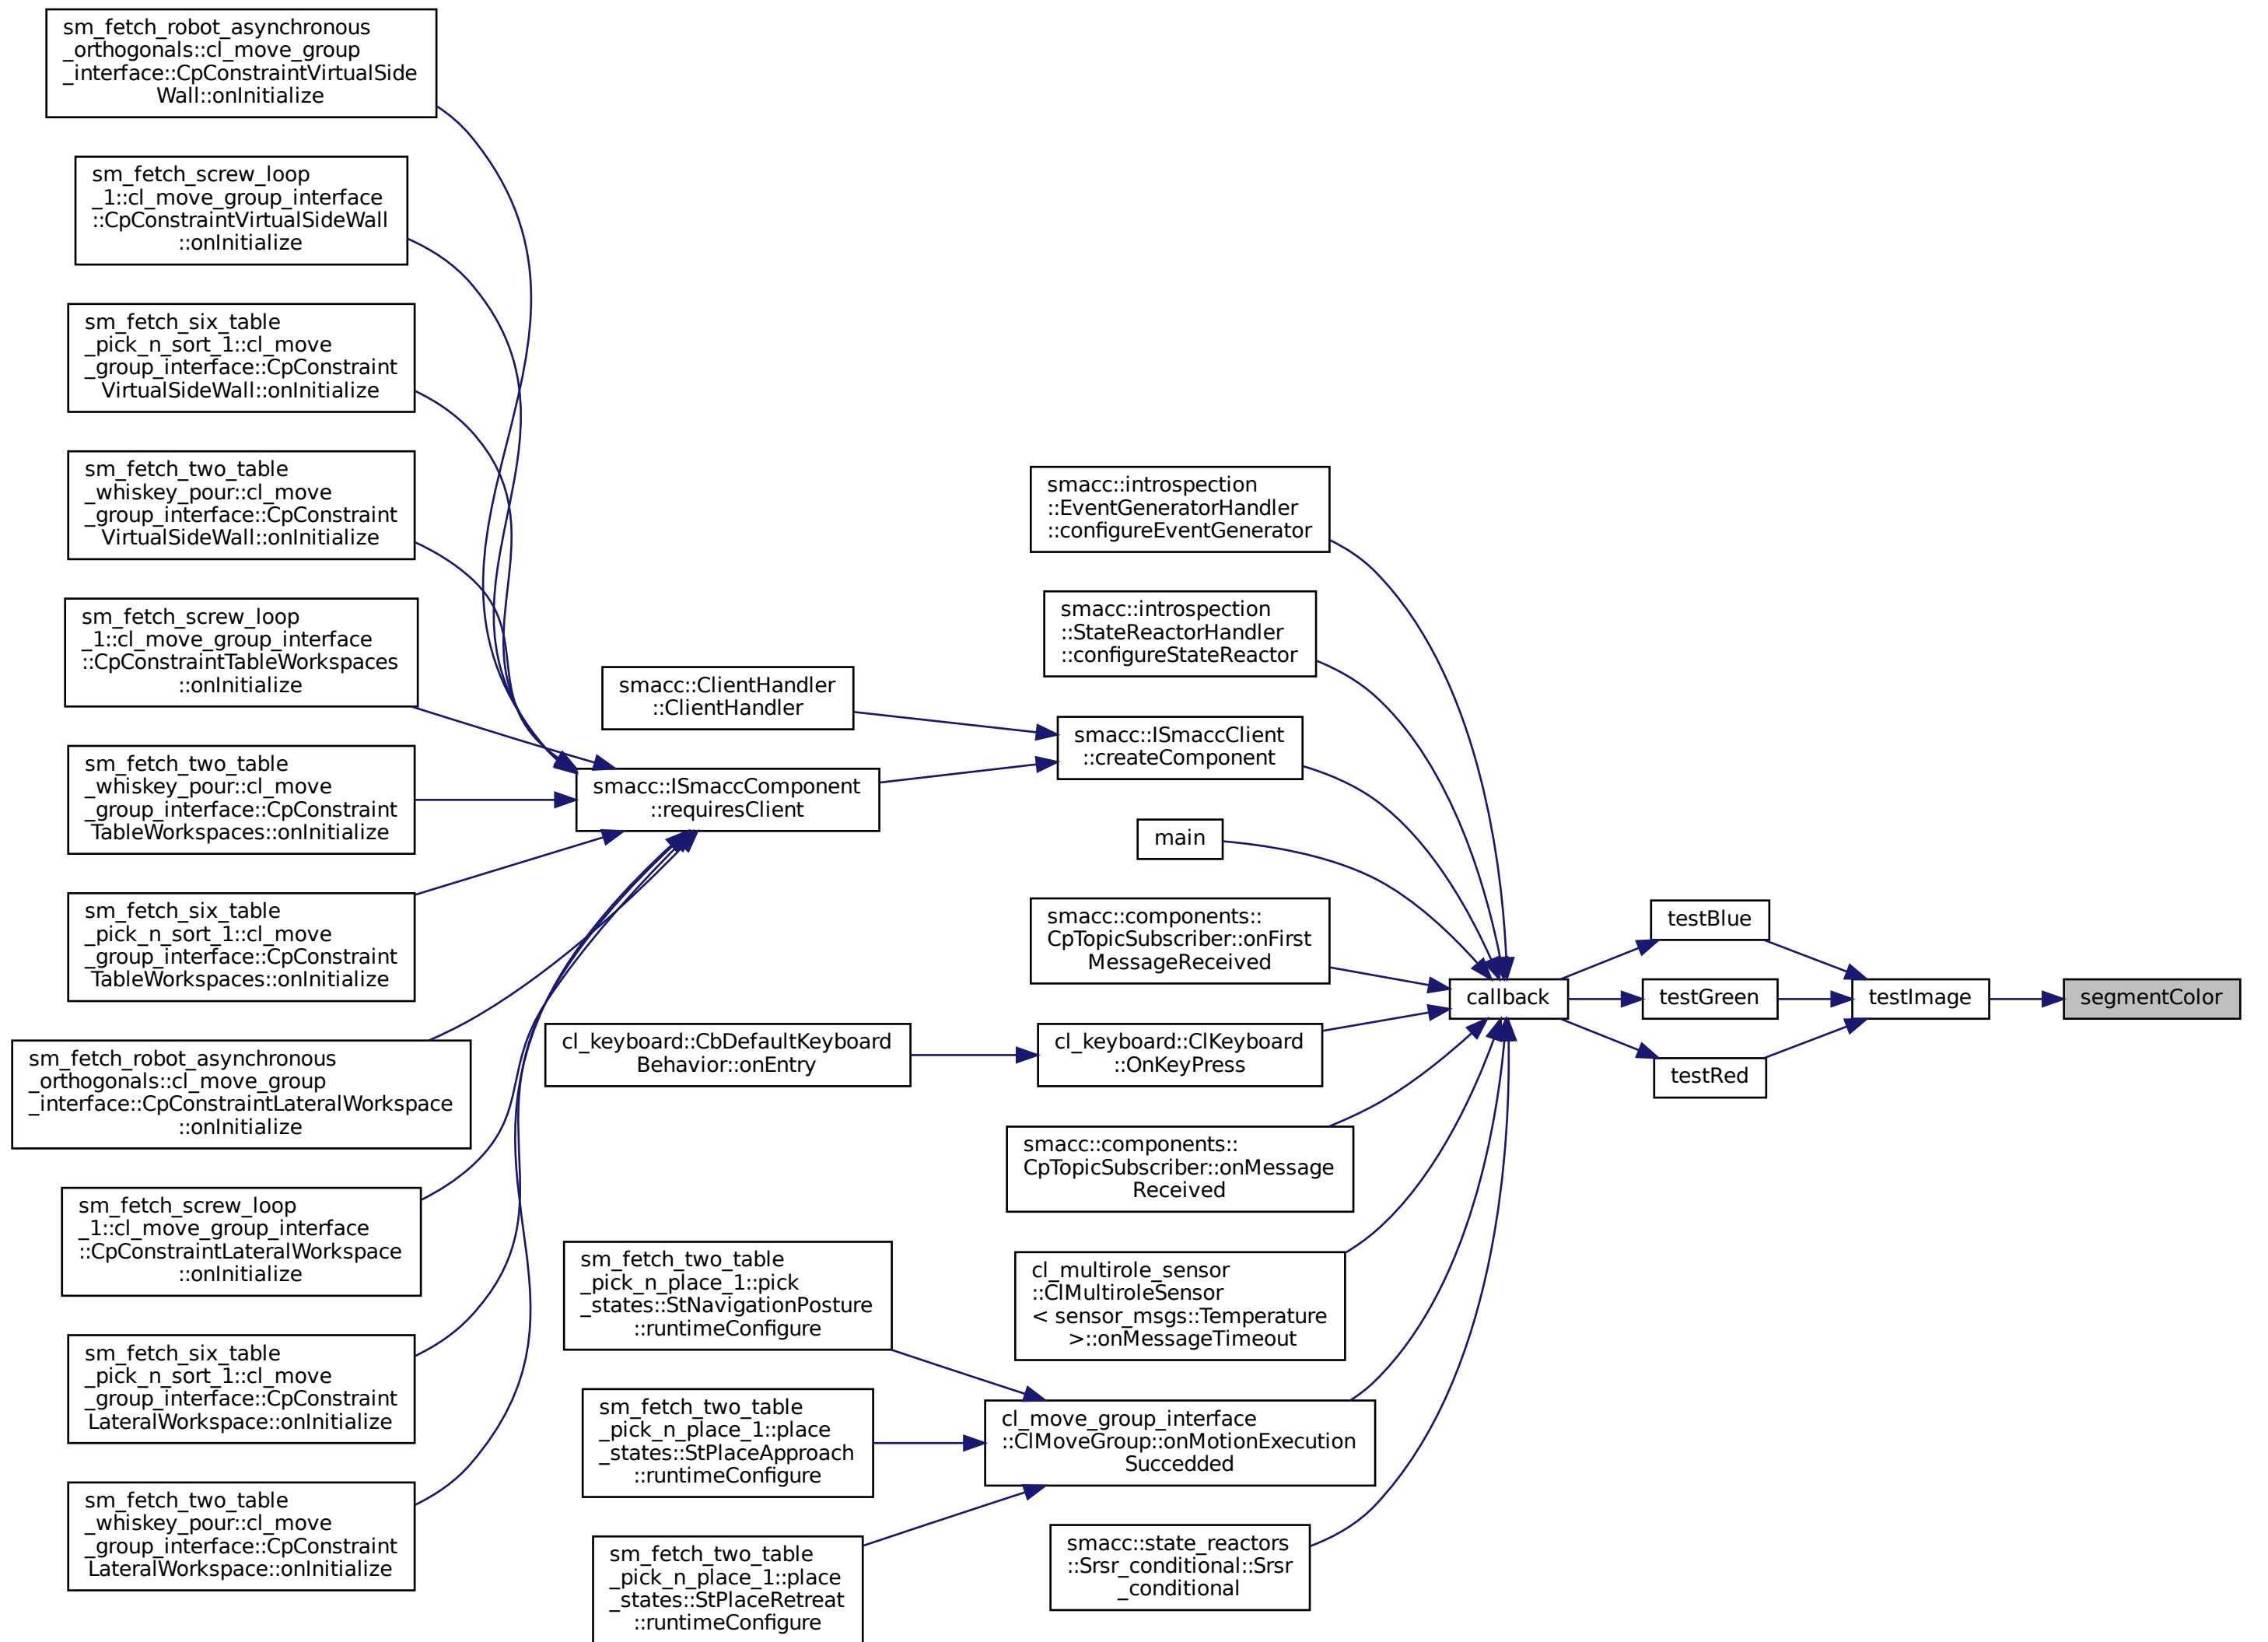 sm_fetch_robot_asynchronous
_orthogonals::cl_move_group
_interface::CpConstraintVirtualSide
Wall::onInitialize
sm_fetch_screw_loop
_1::cl_move_group_interface
::CpConstraintVirtualSideWall
::onInitialize
sm_fetch_six_table
_pick_n_sort_1::cl_move
_group_interface::CpConstraint
VirtualSideWall::onInitialize
sm_fetch_two_table
_whiskey_pour::cl_move
_group_interface::CpConstraint
VirtualSideWall::onInitialize
sm_fetch_screw_loop
_1::cl_move_group_interface
::CpConstraintTableWorkspaces
::onInitialize
sm_fetch_two_table
_whiskey_pour::cl_move
_group_interface::CpConstraint
TableWorkspaces::onInitialize
sm_fetch_six_table
_pick_n_sort_1::cl_move
_group_interface::CpConstraint
TableWorkspaces::onInitialize
sm_fetch_robot_asynchronous
_orthogonals::cl_move_group
_interface::CpConstraintLateralWorkspace
::onInitialize
sm_fetch_screw_loop
_1::cl_move_group_interface
::CpConstraintLateralWorkspace
::onInitialize
sm_fetch_six_table
_pick_n_sort_1::cl_move
_group_interface::CpConstraint
LateralWorkspace::onInitialize
sm_fetch_two_table
_whiskey_pour::cl_move
_group_interface::CpConstraint
LateralWorkspace::onInitialize
smacc::ClientHandler
::ClientHandler
smacc::ISmaccComponent
::requiresClient
cl_keyboard::CbDefaultKeyboard
Behavior::onEntry
sm_fetch_two_table
_pick_n_place_1::pick
_states::StNavigationPosture
::runtimeConfigure
sm_fetch_two_table
_pick_n_place_1::place
_states::StPlaceApproach
::runtimeConfigure
sm_fetch_two_table
_pick_n_place_1::place
_states::StPlaceRetreat
::runtimeConfigure
smacc::introspection
::EventGeneratorHandler
::configureEventGenerator
smacc::introspection
::StateReactorHandler
::configureStateReactor
smacc::ISmaccClient
::createComponent
main
smacc::components::
CpTopicSubscriber::onFirst
MessageReceived
cl_keyboard::ClKeyboard
::OnKeyPress
smacc::components::
CpTopicSubscriber::onMessage
Received
cl_multirole_sensor
::ClMultiroleSensor
< sensor_msgs::Temperature
>::onMessageTimeout
cl_move_group_interface
::ClMoveGroup::onMotionExecution
Succedded
smacc::state_reactors
::Srsr_conditional::Srsr
_conditional
callback
testBlue
testGreen
testRed
testImage
segmentColor